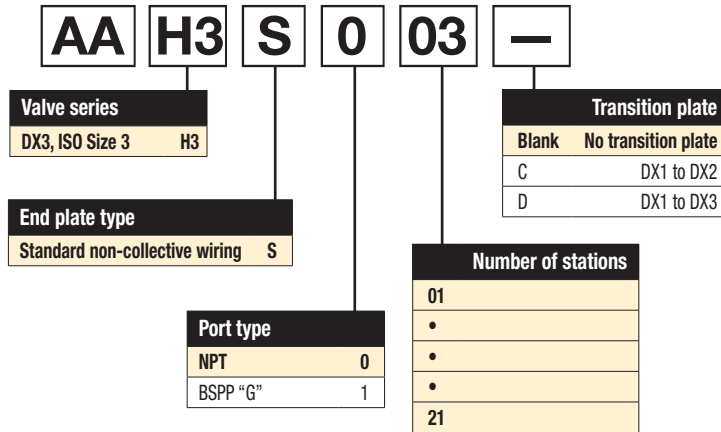 AA H3 S 0 03 –
Valve series
DX3, ISO Size 3 H3
Transition plate
Blank No transition plate
C DX1 to DX2
D DX1 to DX3
End plate type
Standard non-collective wiring S
Number of stations
01
•
•
•
21
Port type
NPT 0
BSPP “G” 1